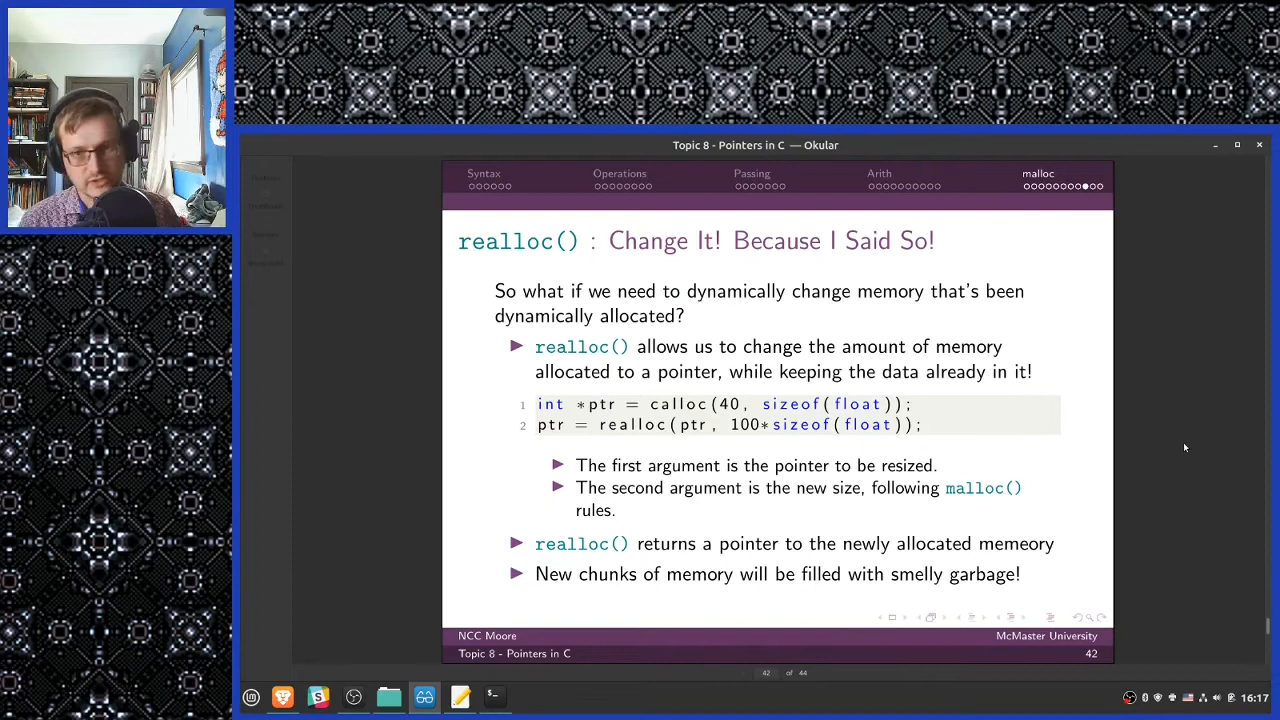 Topic 8 - Pointers in C — Okular
Syntax Operations Passing Arith malloc
realloc() : Change It! Because I Said So!
So what if we need to dynamically change memory that's been
dynamically allocated?
realloc() allows us to change the amount of memory
allocated to a pointer, while keeping the data already in it!
1 int *ptr = calloc(40, sizeof(float));
2 ptr = realloc(ptr, 100*sizeof(float));
The first argument is the pointer to be resized.
The second argument is the new size, following malloc()
rules.
realloc() returns a pointer to the newly allocated memeory
New chunks of memory will be filled with smelly garbage!
NCC Moore McMaster University
Topic 8 - Pointers in C 42
42 of 44
16:17